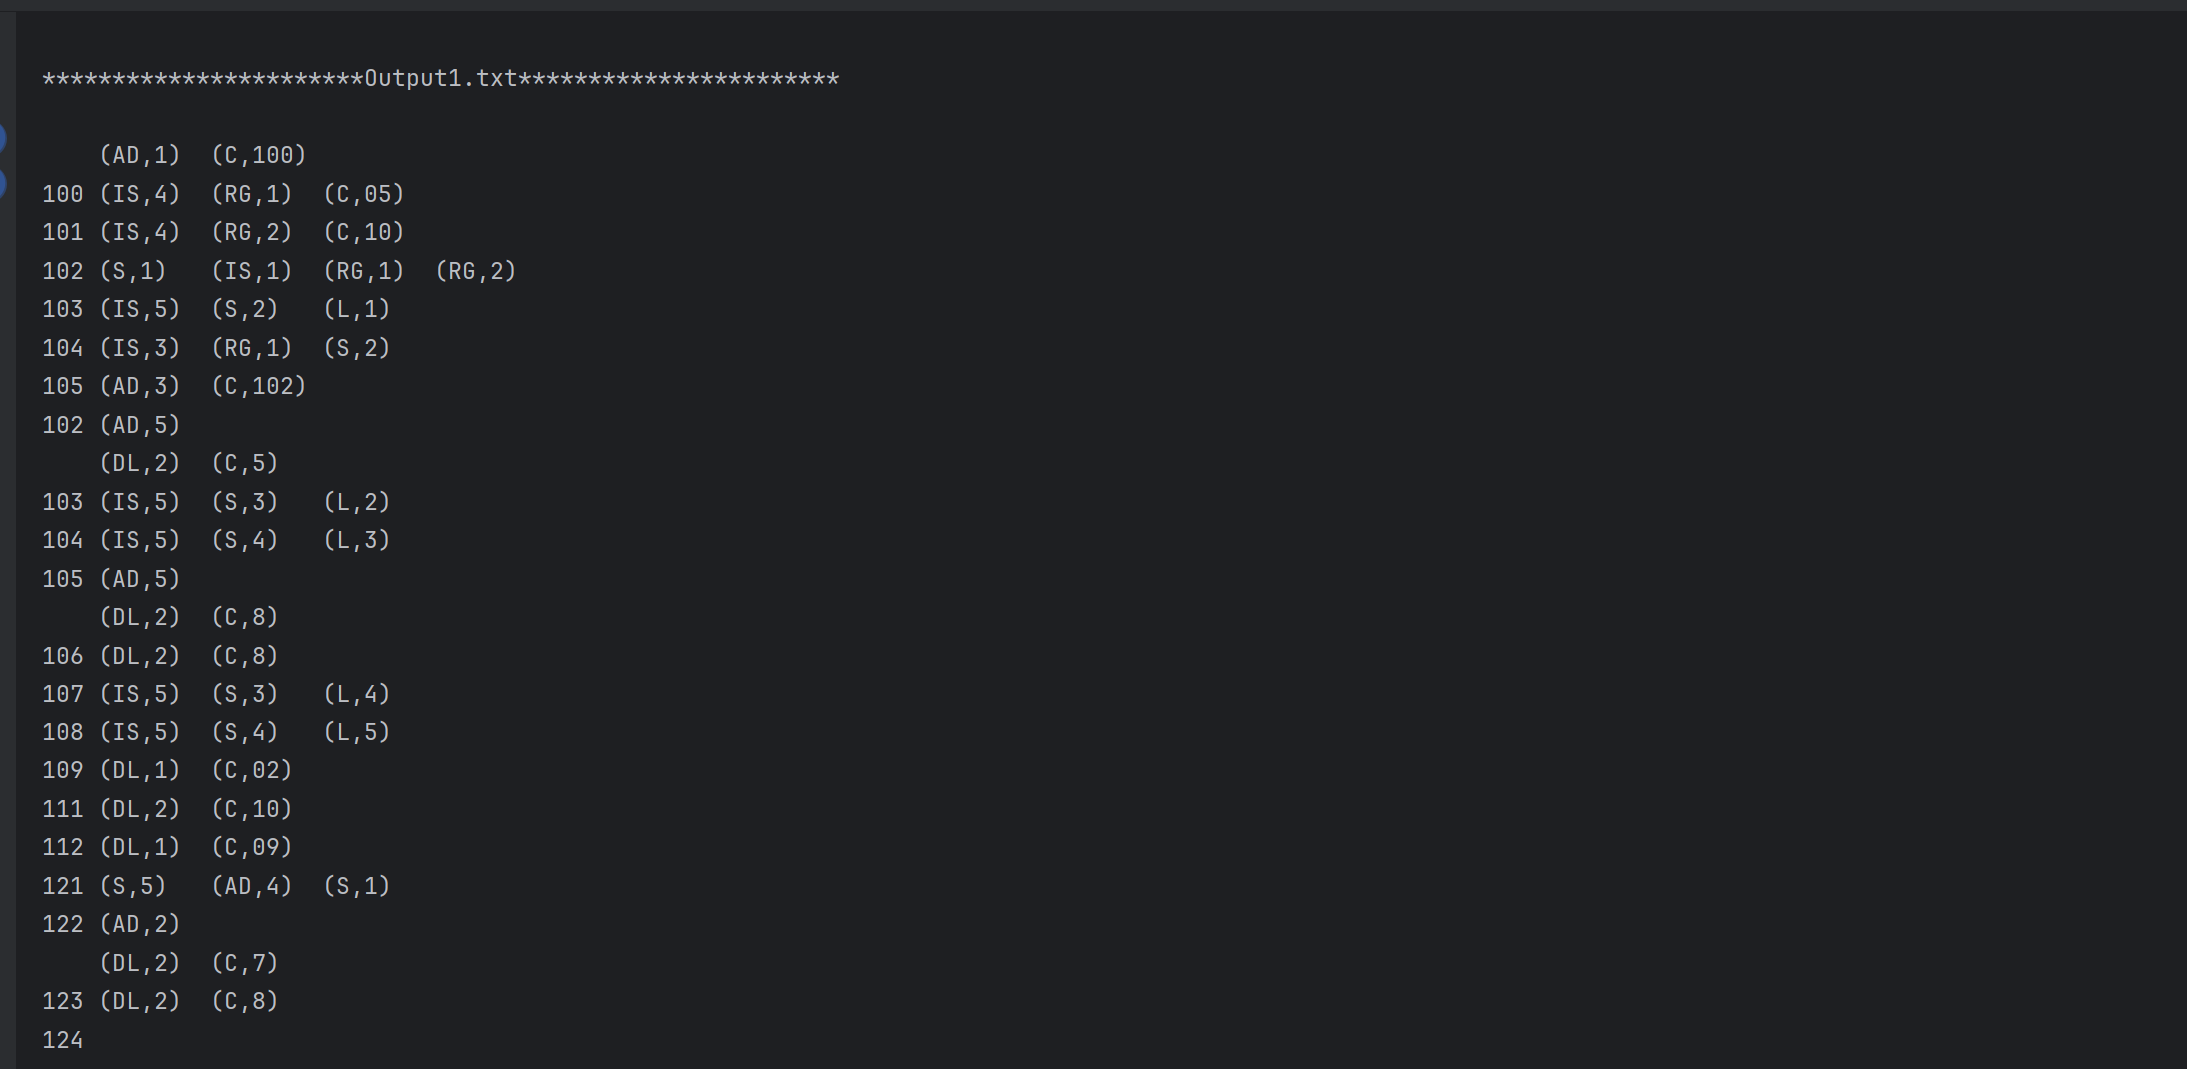 ***********************Output1.txt***********************
(AD,1) (C,100)
100 (IS,4) (RG,1) (C,05)
101 (IS,4) (RG,2) (C,10)
102 (S,1) (IS,1) (RG,1) (RG,2)
103 (IS,5) (S,2) (L,1)
104 (IS,3) (RG,1) (S,2)
105 (AD,3) (C,102)
102 (AD,5)
(DL,2) (C,5)
103 (IS,5) (S,3) (L,2)
104 (IS,5) (S,4) (L,3)
105 (AD,5)
(DL,2) (C,8)
106 (DL,2) (C,8)
107 (IS,5) (S,3) (L,4)
108 (IS,5) (S,4) (L,5)
109 (DL,1) (C,02)
111 (DL,2) (C,10)
112 (DL,1) (C,09)
121 (S,5) (AD,4) (S,1)
122 (AD,2)
(DL,2) (C,7)
123 (DL,2) (C,8)
124